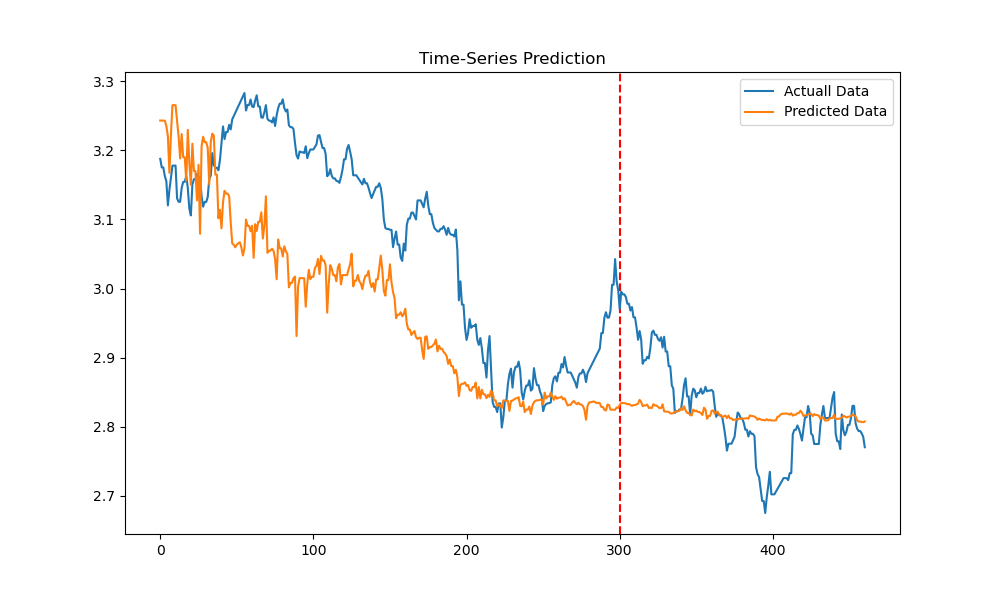 Time-Series Prediction
Actuall Data
Predicted Data
3.3
3.2
3.1
3.0
2.9
2.8
2.7
0 100 200 300 400